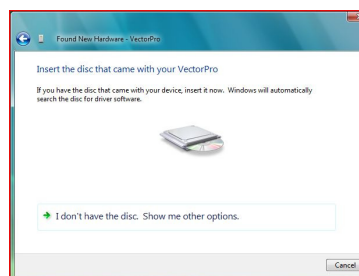 Found New Hardware - VectorPro
Insert the disc that came with your VectorPro
If you have the disc that came with your device, insert it now.  Windows will automatically
search the disc for driver software.
I don't have the disc.  Show me other options.
Cancel